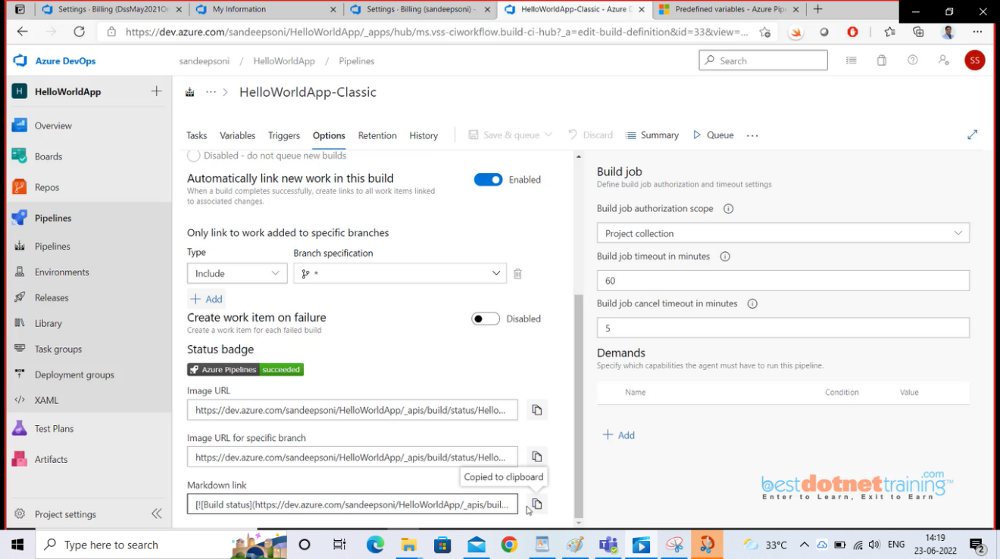 Settings - Billing (DssMay2021Or
My Information
Settings - Billing (sandeepsoni) -
HelloWorldApp-Classic - Azure D
Predefined variables - Azure Pipe
https://dev.azure.com/sandeepsoni/HelloWorldApp/_apps/hub/ms.vss-ciworkflow.build-ci-hub?_a=edit-build-definition&id=33&view=...
Azure DevOps
sandeepsoni / HelloWorldApp / Pipelines
Search
SS
H HelloWorldApp
HelloWorldApp-Classic
Overview
Boards
Repos
Pipelines
Pipelines
Environments
Releases
Library
Task groups
Deployment groups
XAML
Test Plans
Artifacts
Project settings
Tasks Variables Triggers Options Retention History Save & queue Discard Summary Queue
Disabled - do not queue new builds
Automatically link new work in this build Enabled
When a build completes successfully, create links to all work items linked
to associated changes.
Only link to work added to specific branches
Type Branch specification
Include *
+ Add
Create work item on failure Disabled
Create a work item for each failed build
Status badge
Azure Pipelines succeeded
Image URL
https://dev.azure.com/sandeepsoni/HelloWorldApp/_apis/build/status/Hello...
Image URL for specific branch
https://dev.azure.com/sandeepsoni/HelloWorldApp/_apis/build/status/Hello...
Copied to clipboard
Markdown link
[![Build status](https://dev.azure.com/sandeepsoni/HelloWorldApp/_apis/buil...
Build job
Define build job authorization and timeout settings
Build job authorization scope
Project collection
Build job timeout in minutes
60
Build job cancel timeout in minutes
5
Demands
Specify which capabilities the agent must have to run this pipeline.
Name Condition Value
+ Add
@bestdotnettraining.com™
Enter to Learn, Exit to Earn
Type here to search
33°C
ENG
14:19
23-06-2022
2